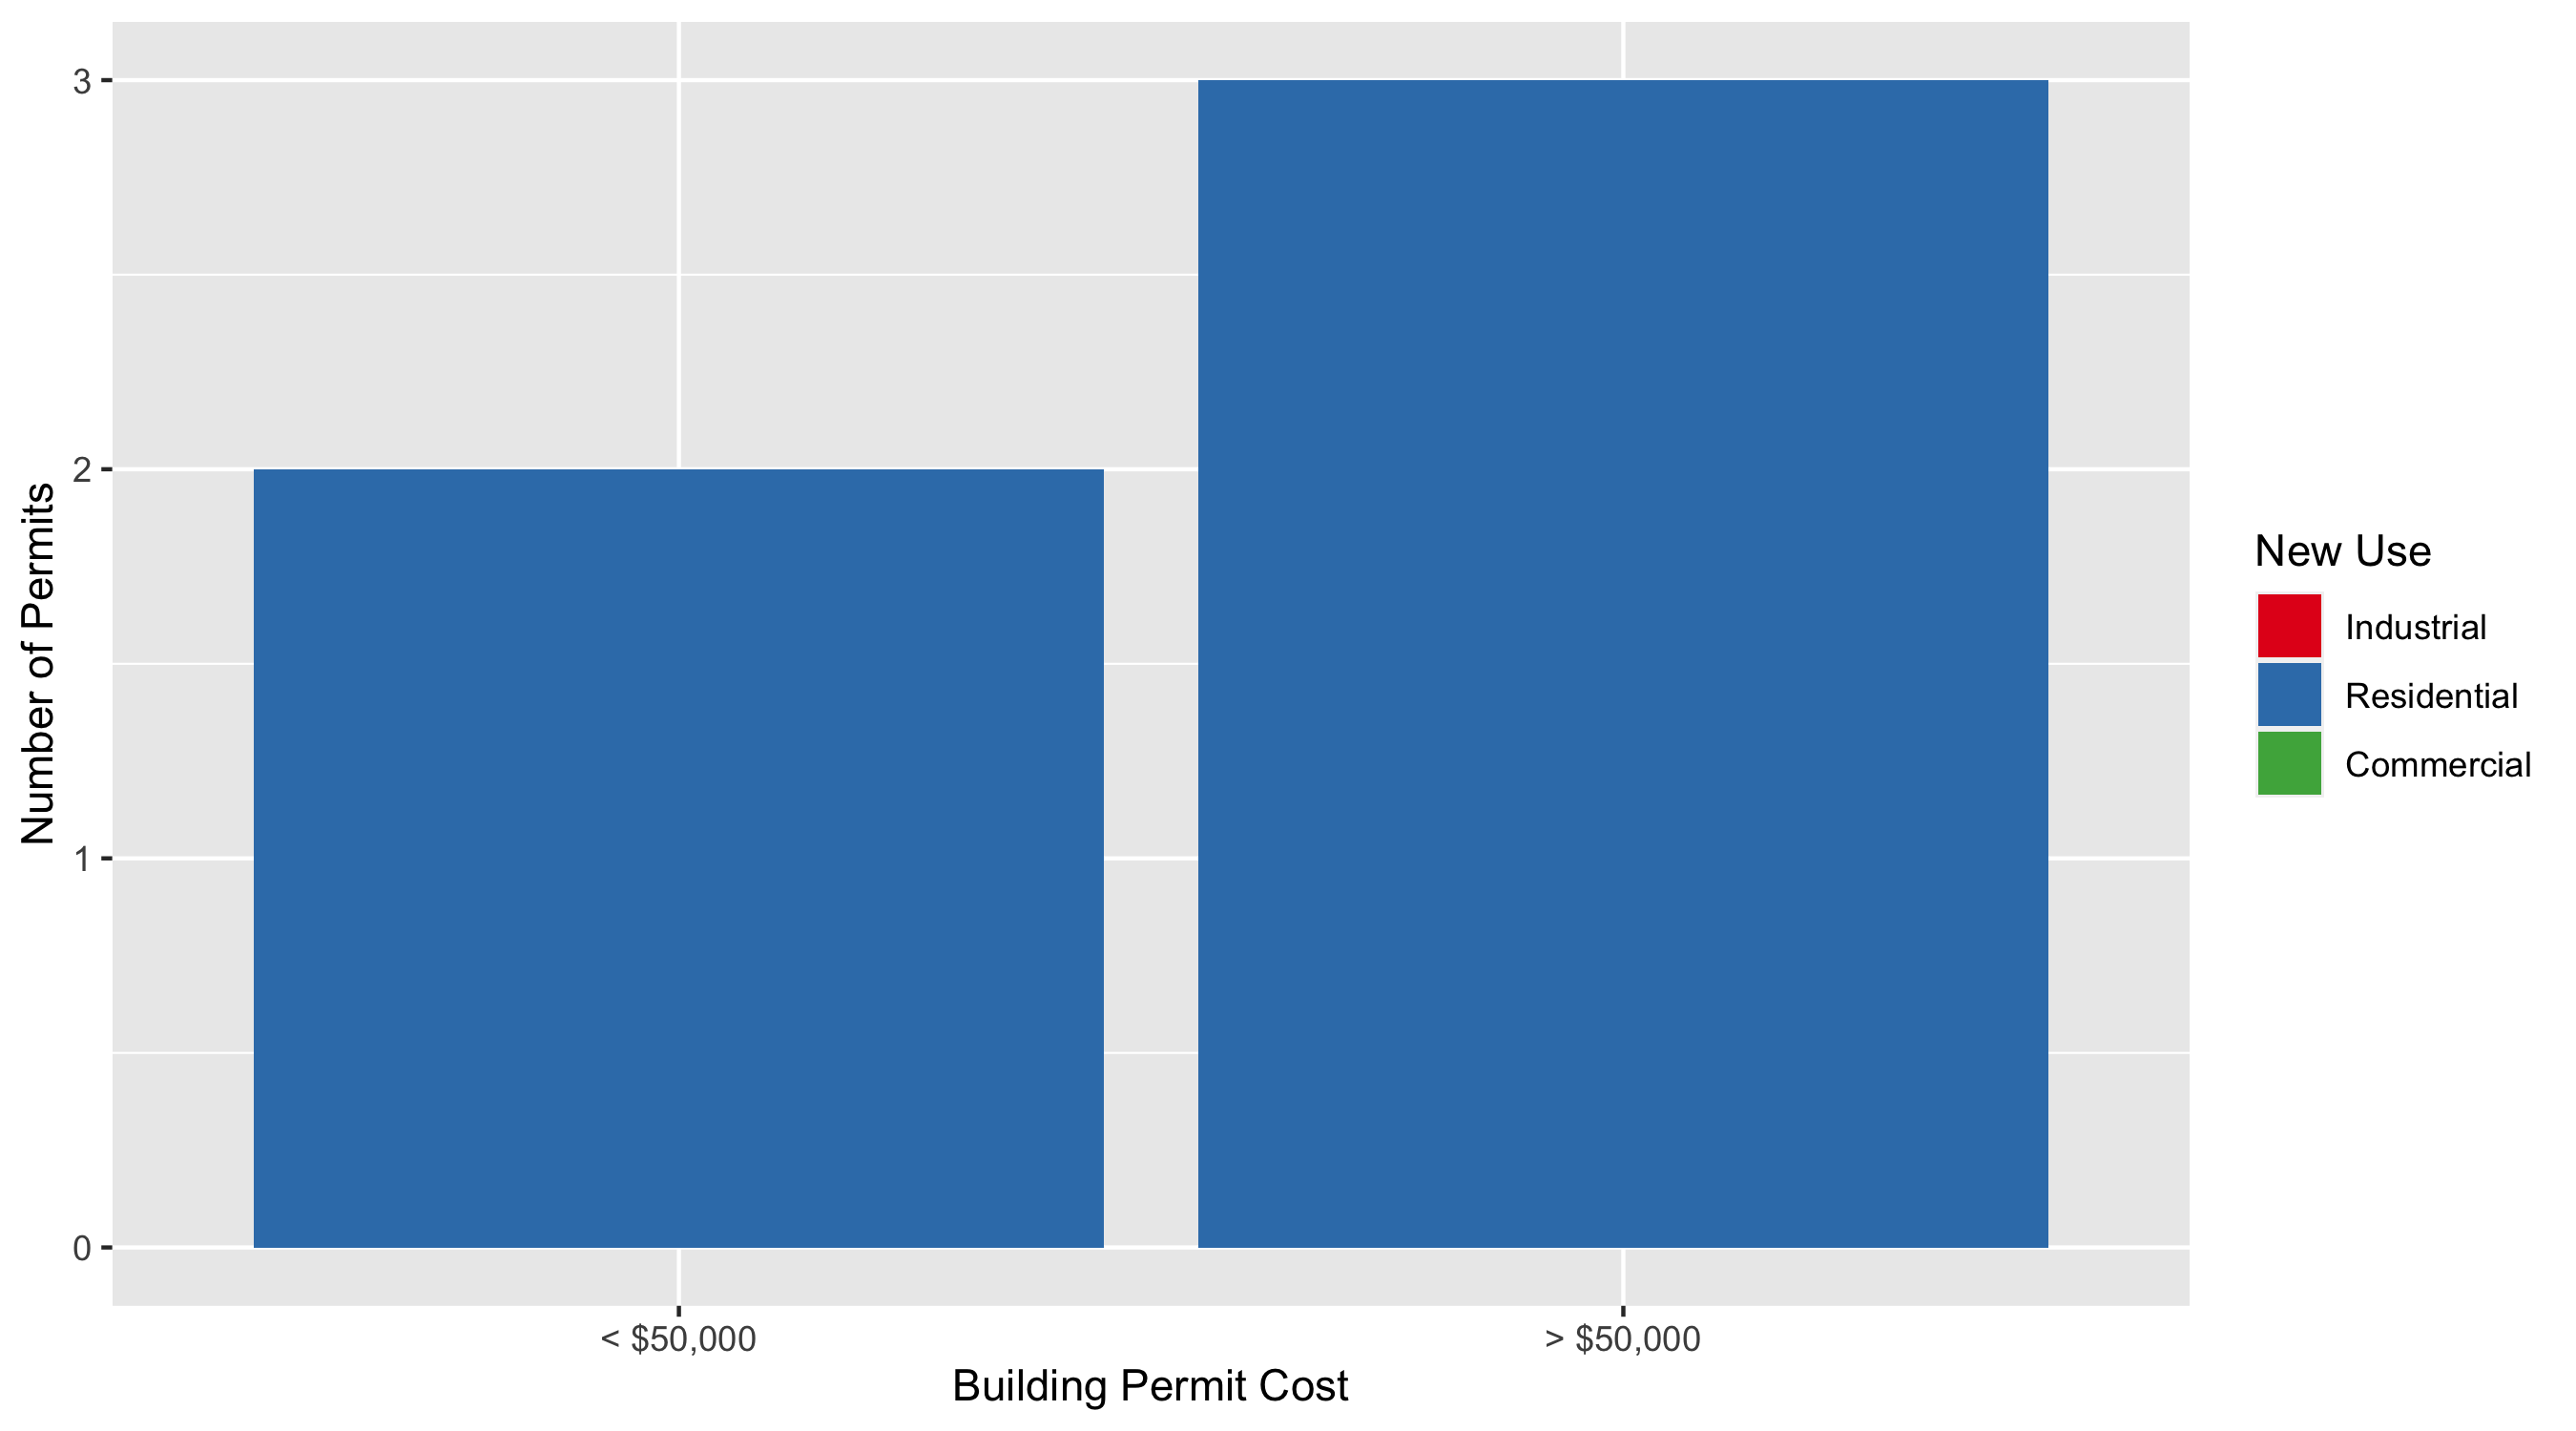 3
2
1
0
Number of Permits
< $50,000
> $50,000
Building Permit Cost
New Use
Industrial
Residential
Commercial